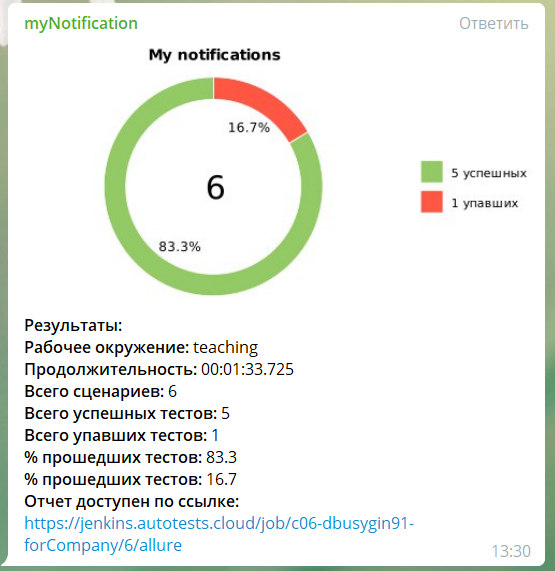 myNotification
Ответить
My notifications
16.7%
6
83.3%
5 успешных
1 упавших
Результаты:
Рабочее окружение: teaching
Продолжительность: 00:01:33.725
Всего сценариев: 6
Всего успешных тестов: 5
Всего упавших тестов: 1
% прошедших тестов: 83.3
% прошедших тестов: 16.7
Отчет доступен по ссылке:
https://jenkins.autotests.cloud/job/c06-dbusygin91-
forCompany/6/allure
13:30